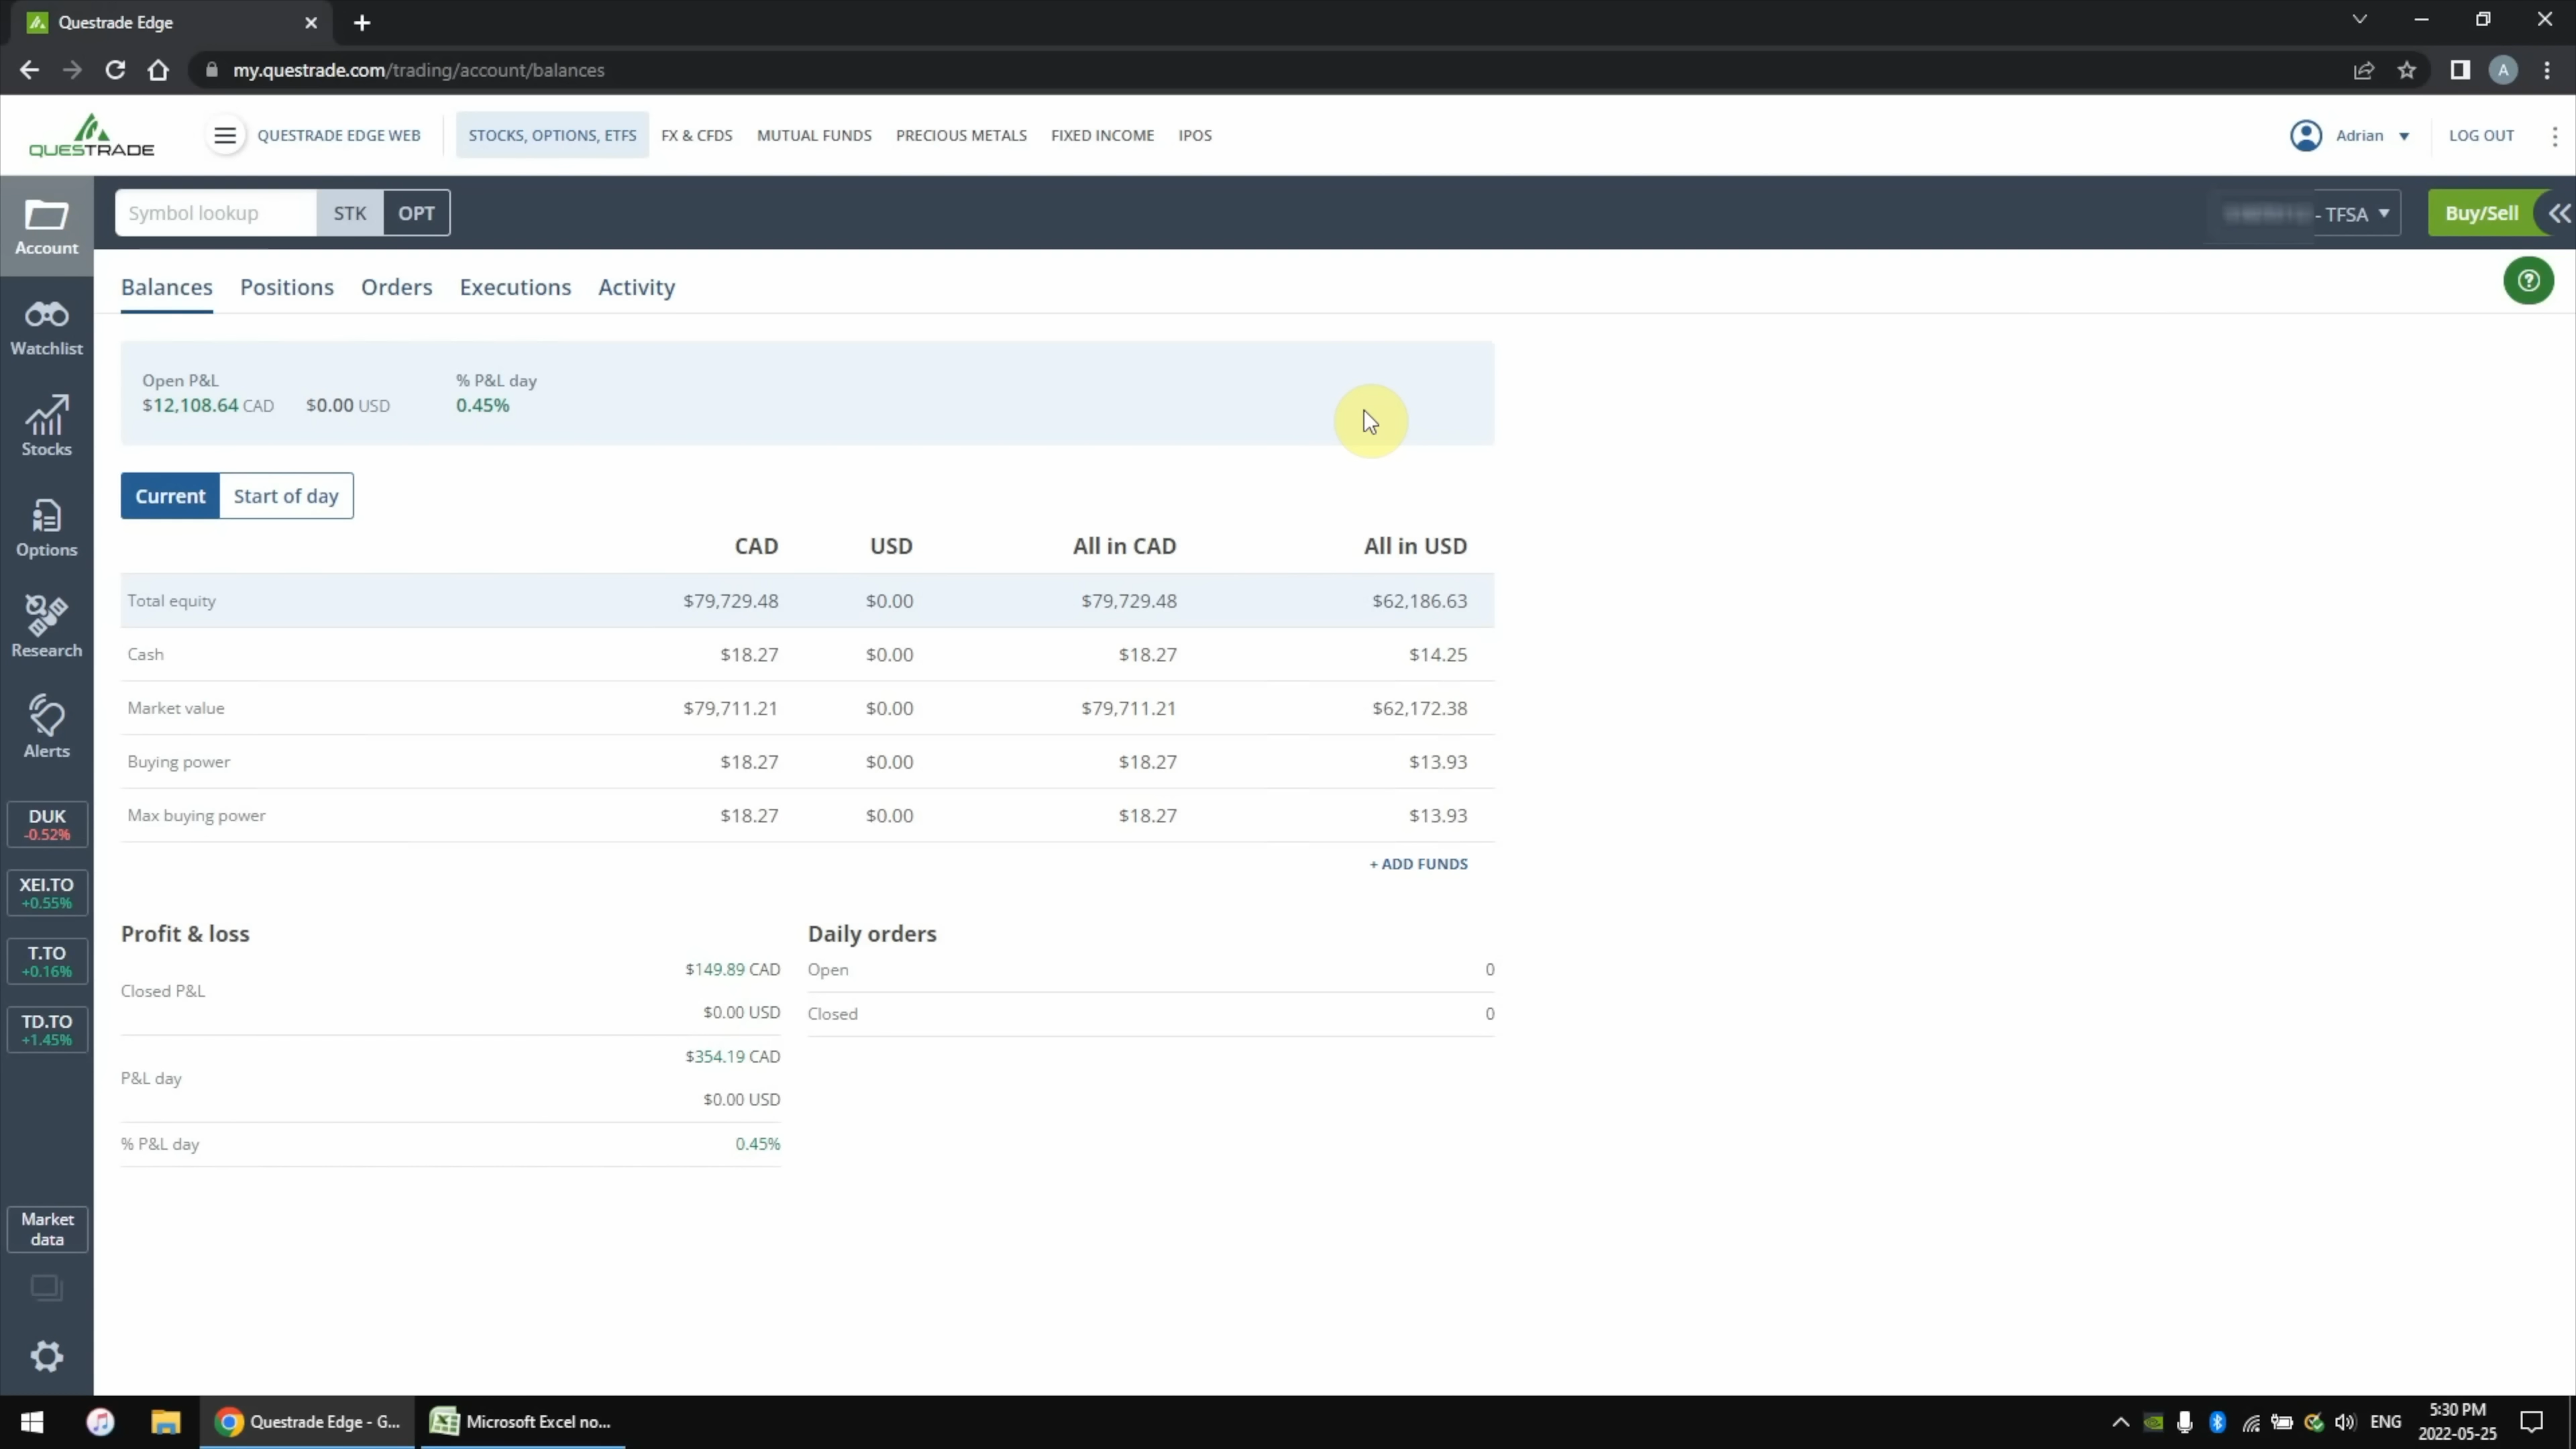 Questrade Edge
my.questrade.com/trading/account/balances
A
QUESTRADE
QUESTRADE EDGE WEB
STOCKS, OPTIONS, ETFS
FX & CFDS
MUTUAL FUNDS
PRECIOUS METALS
FIXED INCOME
IPOS
Adrian
LOG OUT
Symbol lookup
STK
OPT
- TFSA
Buy/Sell
Account
Watchlist
Stocks
Options
Research
Alerts
DUK
-0.52%
XEI.TO
+0.55%
T.TO
+0.16%
TD.TO
+1.45%
Market
data
Balances Positions Orders Executions Activity
Open P&L % P&L day
$12,108.64 CAD $0.00 USD 0.45%
Current Start of day
CAD USD All in CAD All in USD
Total equity $79,729.48 $0.00 $79,729.48 $62,186.63
Cash $18.27 $0.00 $18.27 $14.25
Market value $79,711.21 $0.00 $79,711.21 $62,172.38
Buying power $18.27 $0.00 $18.27 $13.93
Max buying power $18.27 $0.00 $18.27 $13.93
+ ADD FUNDS
Profit & loss
$149.89 CAD
Closed P&L
$0.00 USD
$354.19 CAD
P&L day
$0.00 USD
% P&L day 0.45%
Daily orders
Open 0
Closed 0
Questrade Edge - G...
Microsoft Excel no...
ENG
5:30 PM
2022-05-25